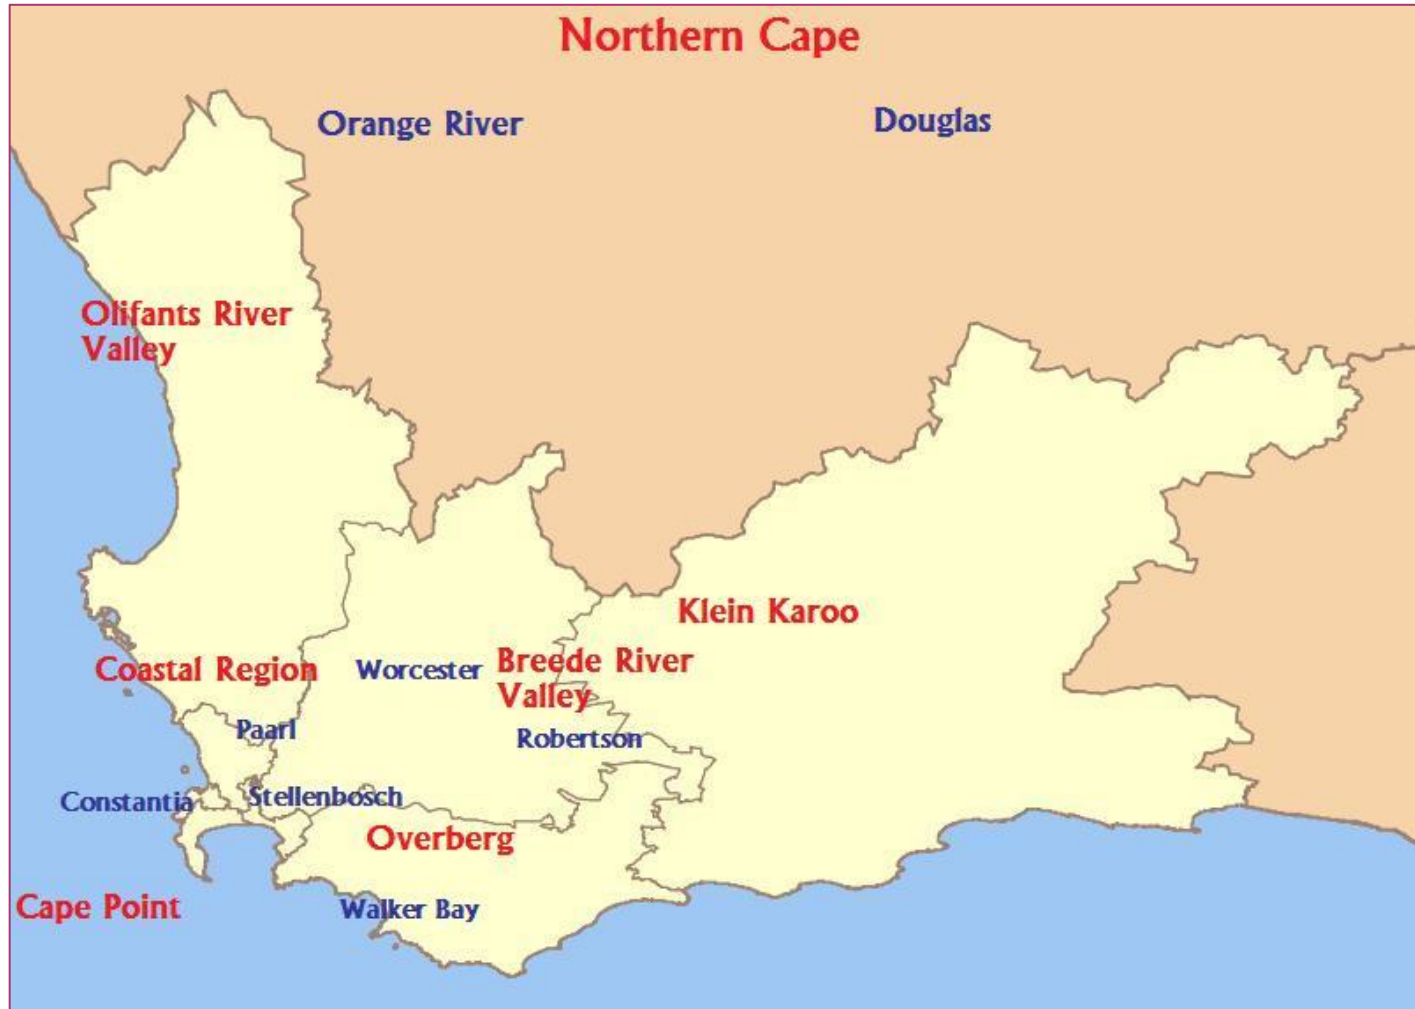 Northern Cape
Orange River
Douglas
Olifants River
Valley
Klein Karoo
Coastal Region
Worcester
Breede River
Valley
Paarl
Robertson
Constantia
Stellenbosch
Overberg
Cape Point
Walker Bay